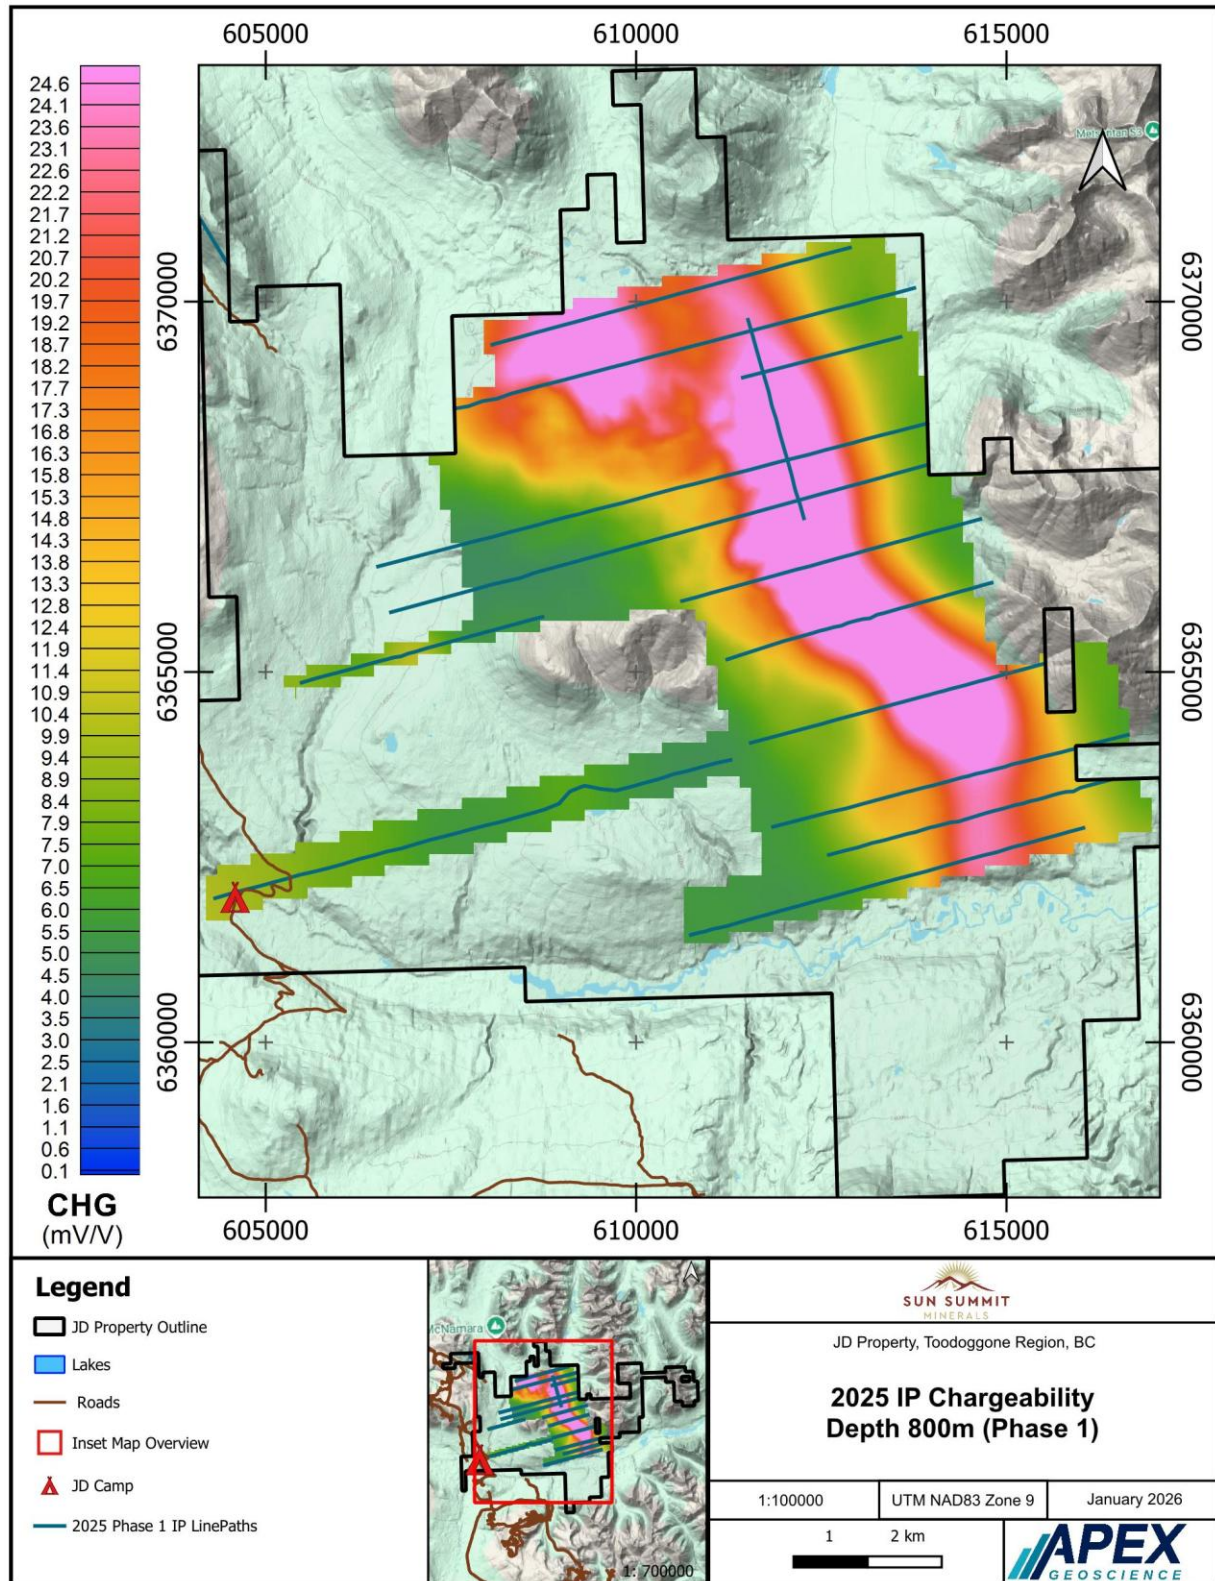 605000 610000 615000
24.6
24.1
23.6
23.1
22.6
22.2
21.7
21.2
20.7
20.2
19.7
19.2
18.7
18.2
17.7
17.3
16.8
16.3
15.8
15.3
14.8
14.3
13.8
13.3
12.8
12.4
11.9
11.4
10.9
10.4
9.9
9.4
8.9
8.4
7.9
7.5
7.0
6.5
6.0
5.5
5.0
4.5
4.0
3.5
3.0
2.5
2.1
1.6
1.1
0.6
0.1
CHG
(mV/V)
6370000
6365000
6360000
6370000
6365000
6360000
605000 610000 615000
Legend
JD Property Outline
Lakes
Roads
Inset Map Overview
JD Camp
2025 Phase 1 IP LinePaths
McNamara
1: 700000
SUN SUMMIT
MINERALS
JD Property, Toodoggone Region, BC
2025 IP Chargeability
Depth 800m (Phase 1)
1:100000
UTM NAD83 Zone 9
January 2026
1 2 km
APEX
GEOSCIENCE